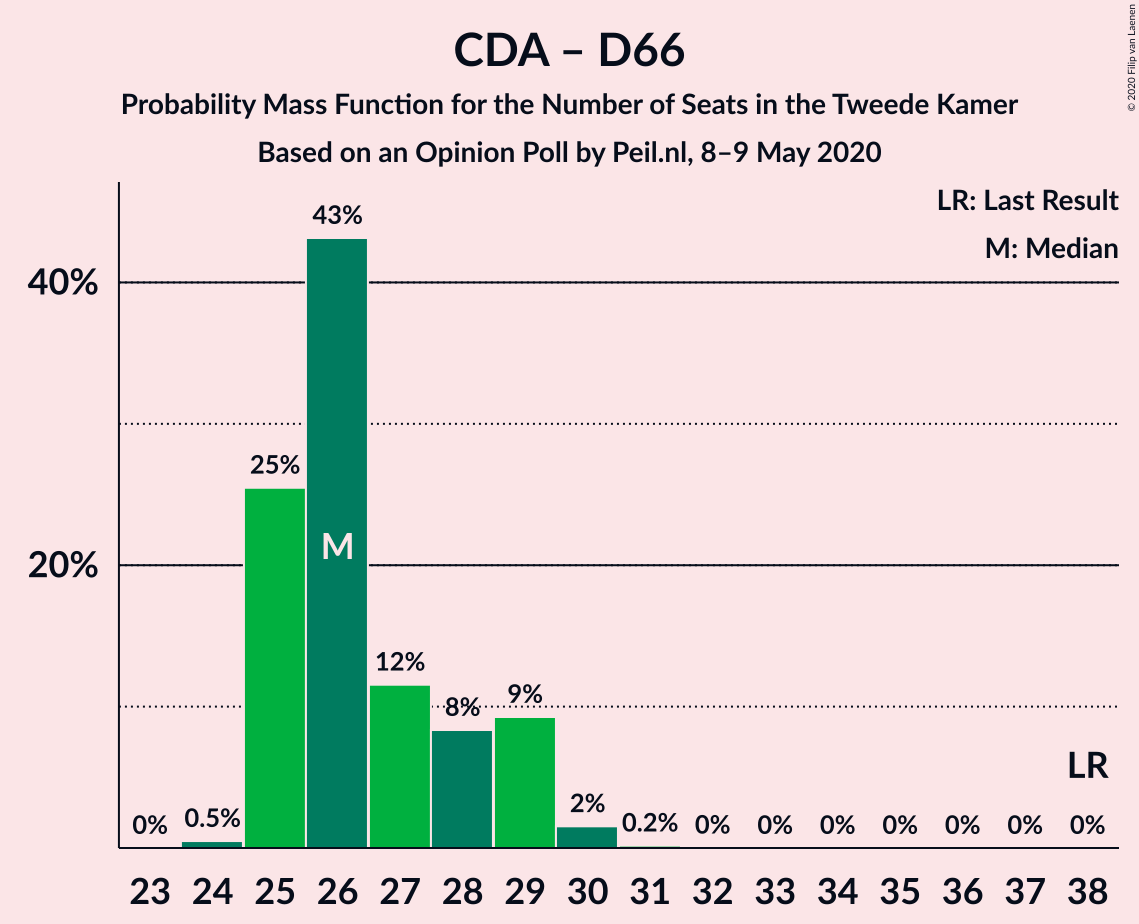 CDA – D66
Probability Mass Function for the Number of Seats in the Tweede Kamer
Based on an Opinion Poll by Peil.nl, 8–9 May 2020
© 2020 Filip van Laenen
LR: Last Result
M: Median
40%
20%
0%
0.5%
25%
43%
12%
8%
9%
2%
0.2%
0%
0%
0%
0%
0%
0%
0%
M
LR
23 24 25 26 27 28 29 30 31 32 33 34 35 36 37 38